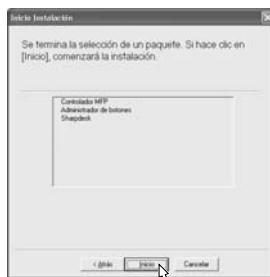 Inicio Instalación
Se termina la selección de un paquete. Si hace clic en
[Inicio], comenzará la instalación.
Controlador MFP
Administrador de botones
Sharpdesk
< Atrás
Inicio
Cancelar